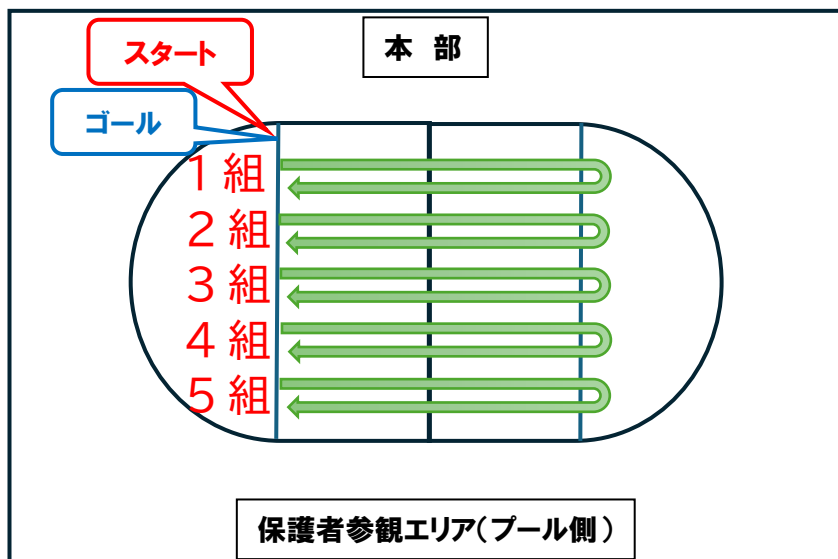 本 部
スタート
ゴール
1組
2組
3組
4組
5組
保護者参観エリア(プール側)